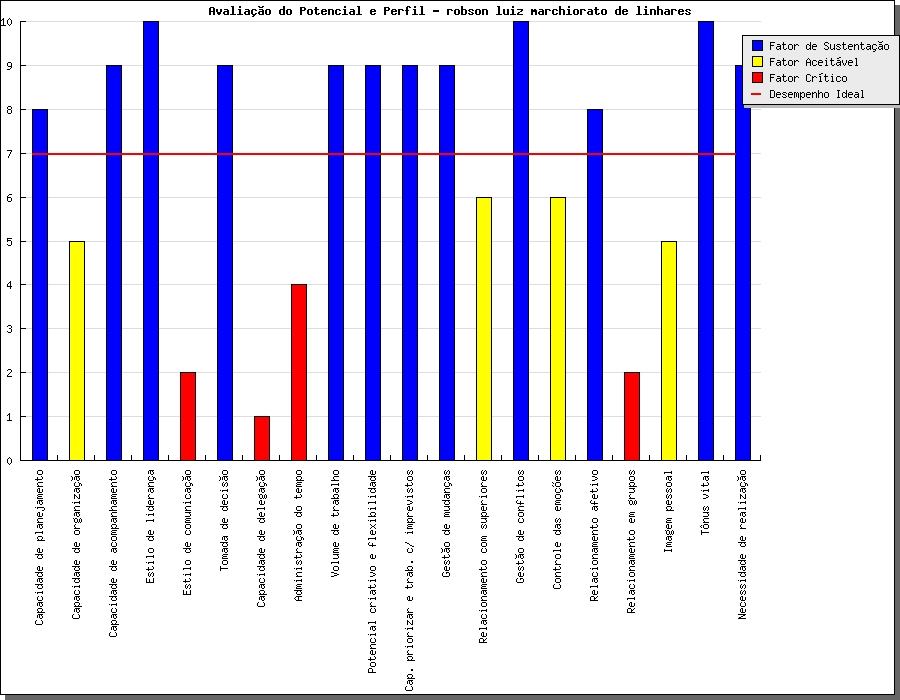 Avaliação do Potencial e Perfil - robson luiz marchiorato de linhares
10
9
8
7
6
5
4
3
2
1
0
Fator de Sustentação
Fator Aceitável
Fator Crítico
Desempenho Ideal
Capacidade de planejamento
Capacidade de organização
Capacidade de acompanhamento
Estilo de liderança
Estilo de comunicação
Tomada de decisão
Capacidade de delegação
Administração do tempo
Volume de trabalho
Potencial criativo e flexibilidade
Cap. priorizar e trab. c/ imprevistos
Gestão de mudanças
Relacionamento com superiores
Gestão de conflitos
Controle das emoções
Relacionamento afetivo
Relacionamento em grupos
Imagem pessoal
Tônus vital
Necessidade de realização